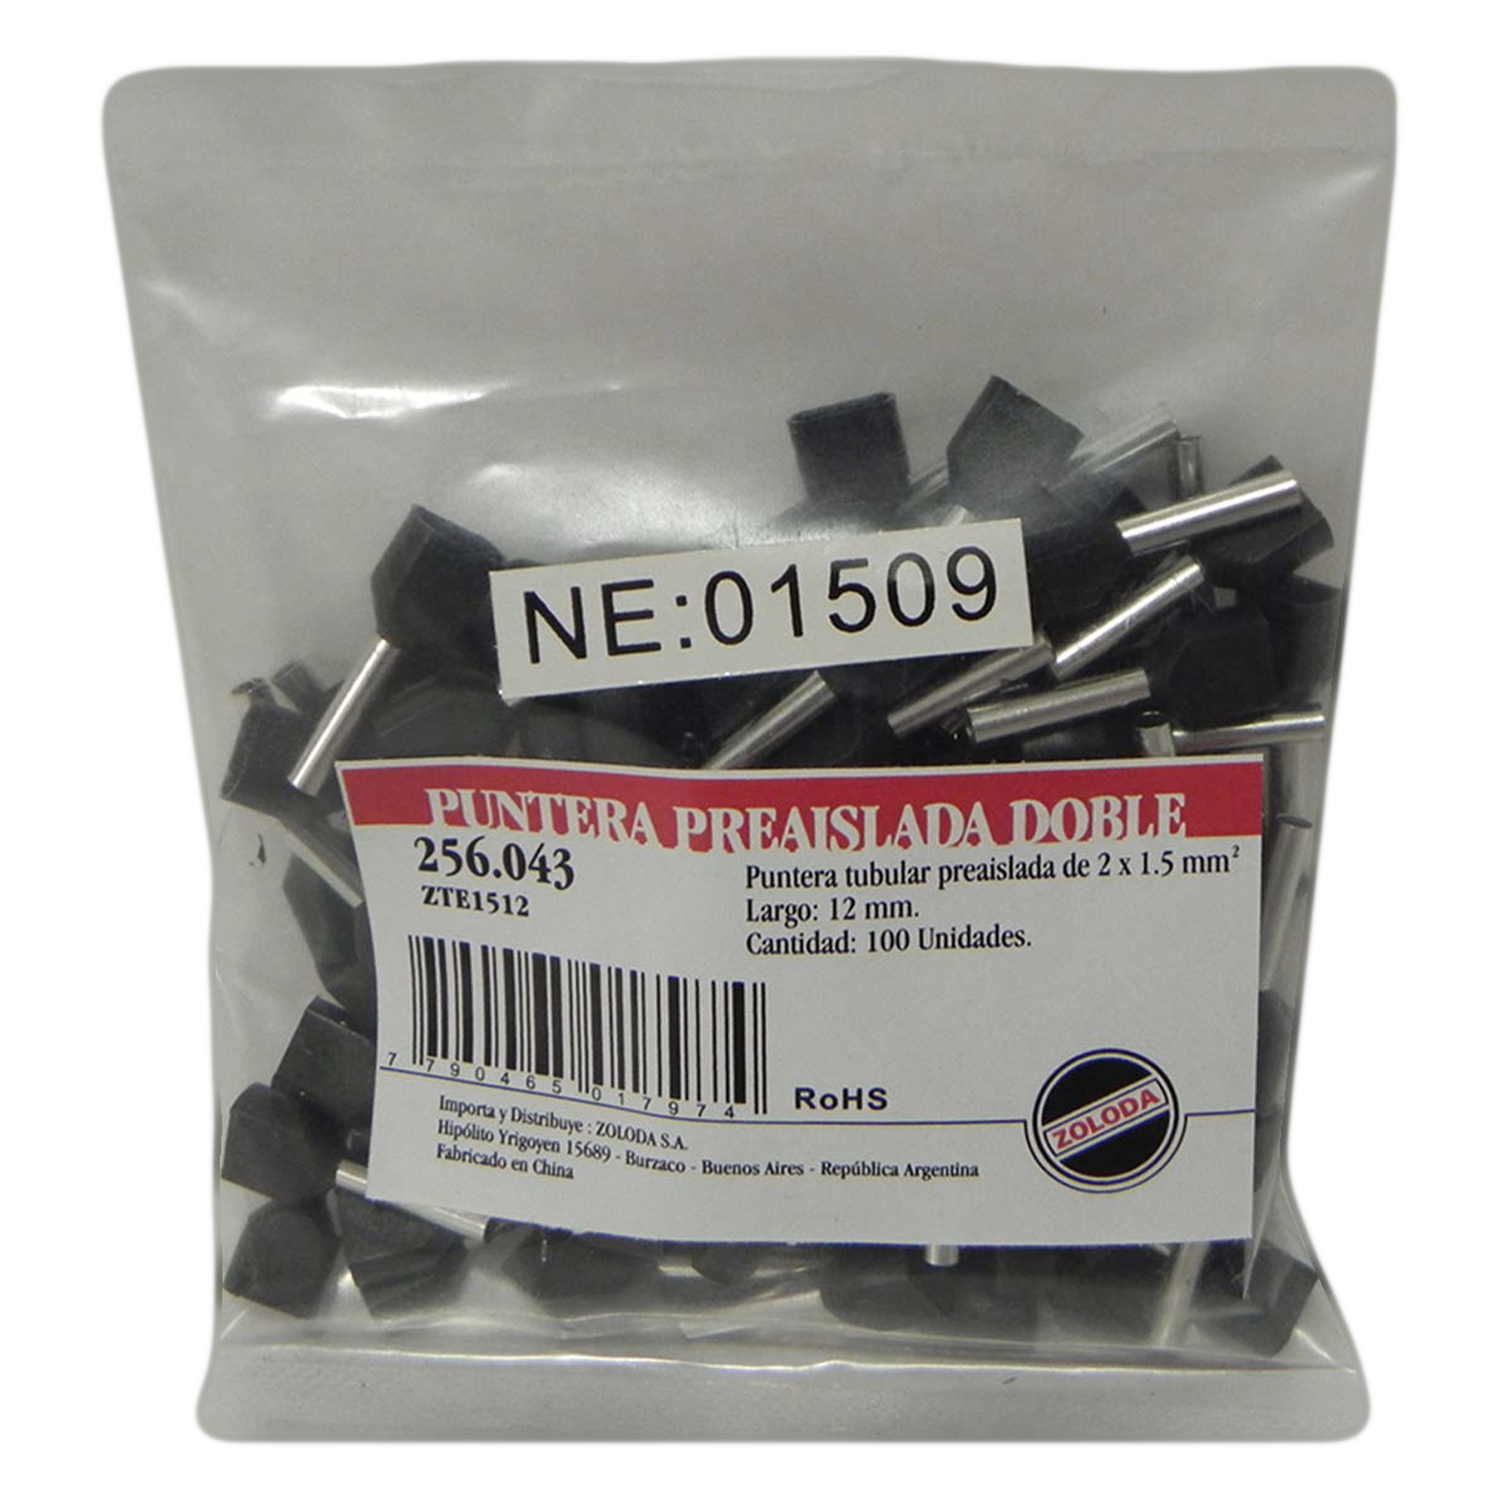 NE:01509
PUNTERA PREAISLADA DOBLE
256.043
ZTE1512
Puntera tubular preaislada de 2 x 1.5 mm²
Largo: 12 mm.
Cantidad: 100 Unidades.
7 790465 017974
RoHS
ZOLODA
Importa y Distribuye : ZOLODA S.A.
Hipólito Yrigoyen 15689 - Burzaco - Buenos Aires - República Argentina
Fabricado en China